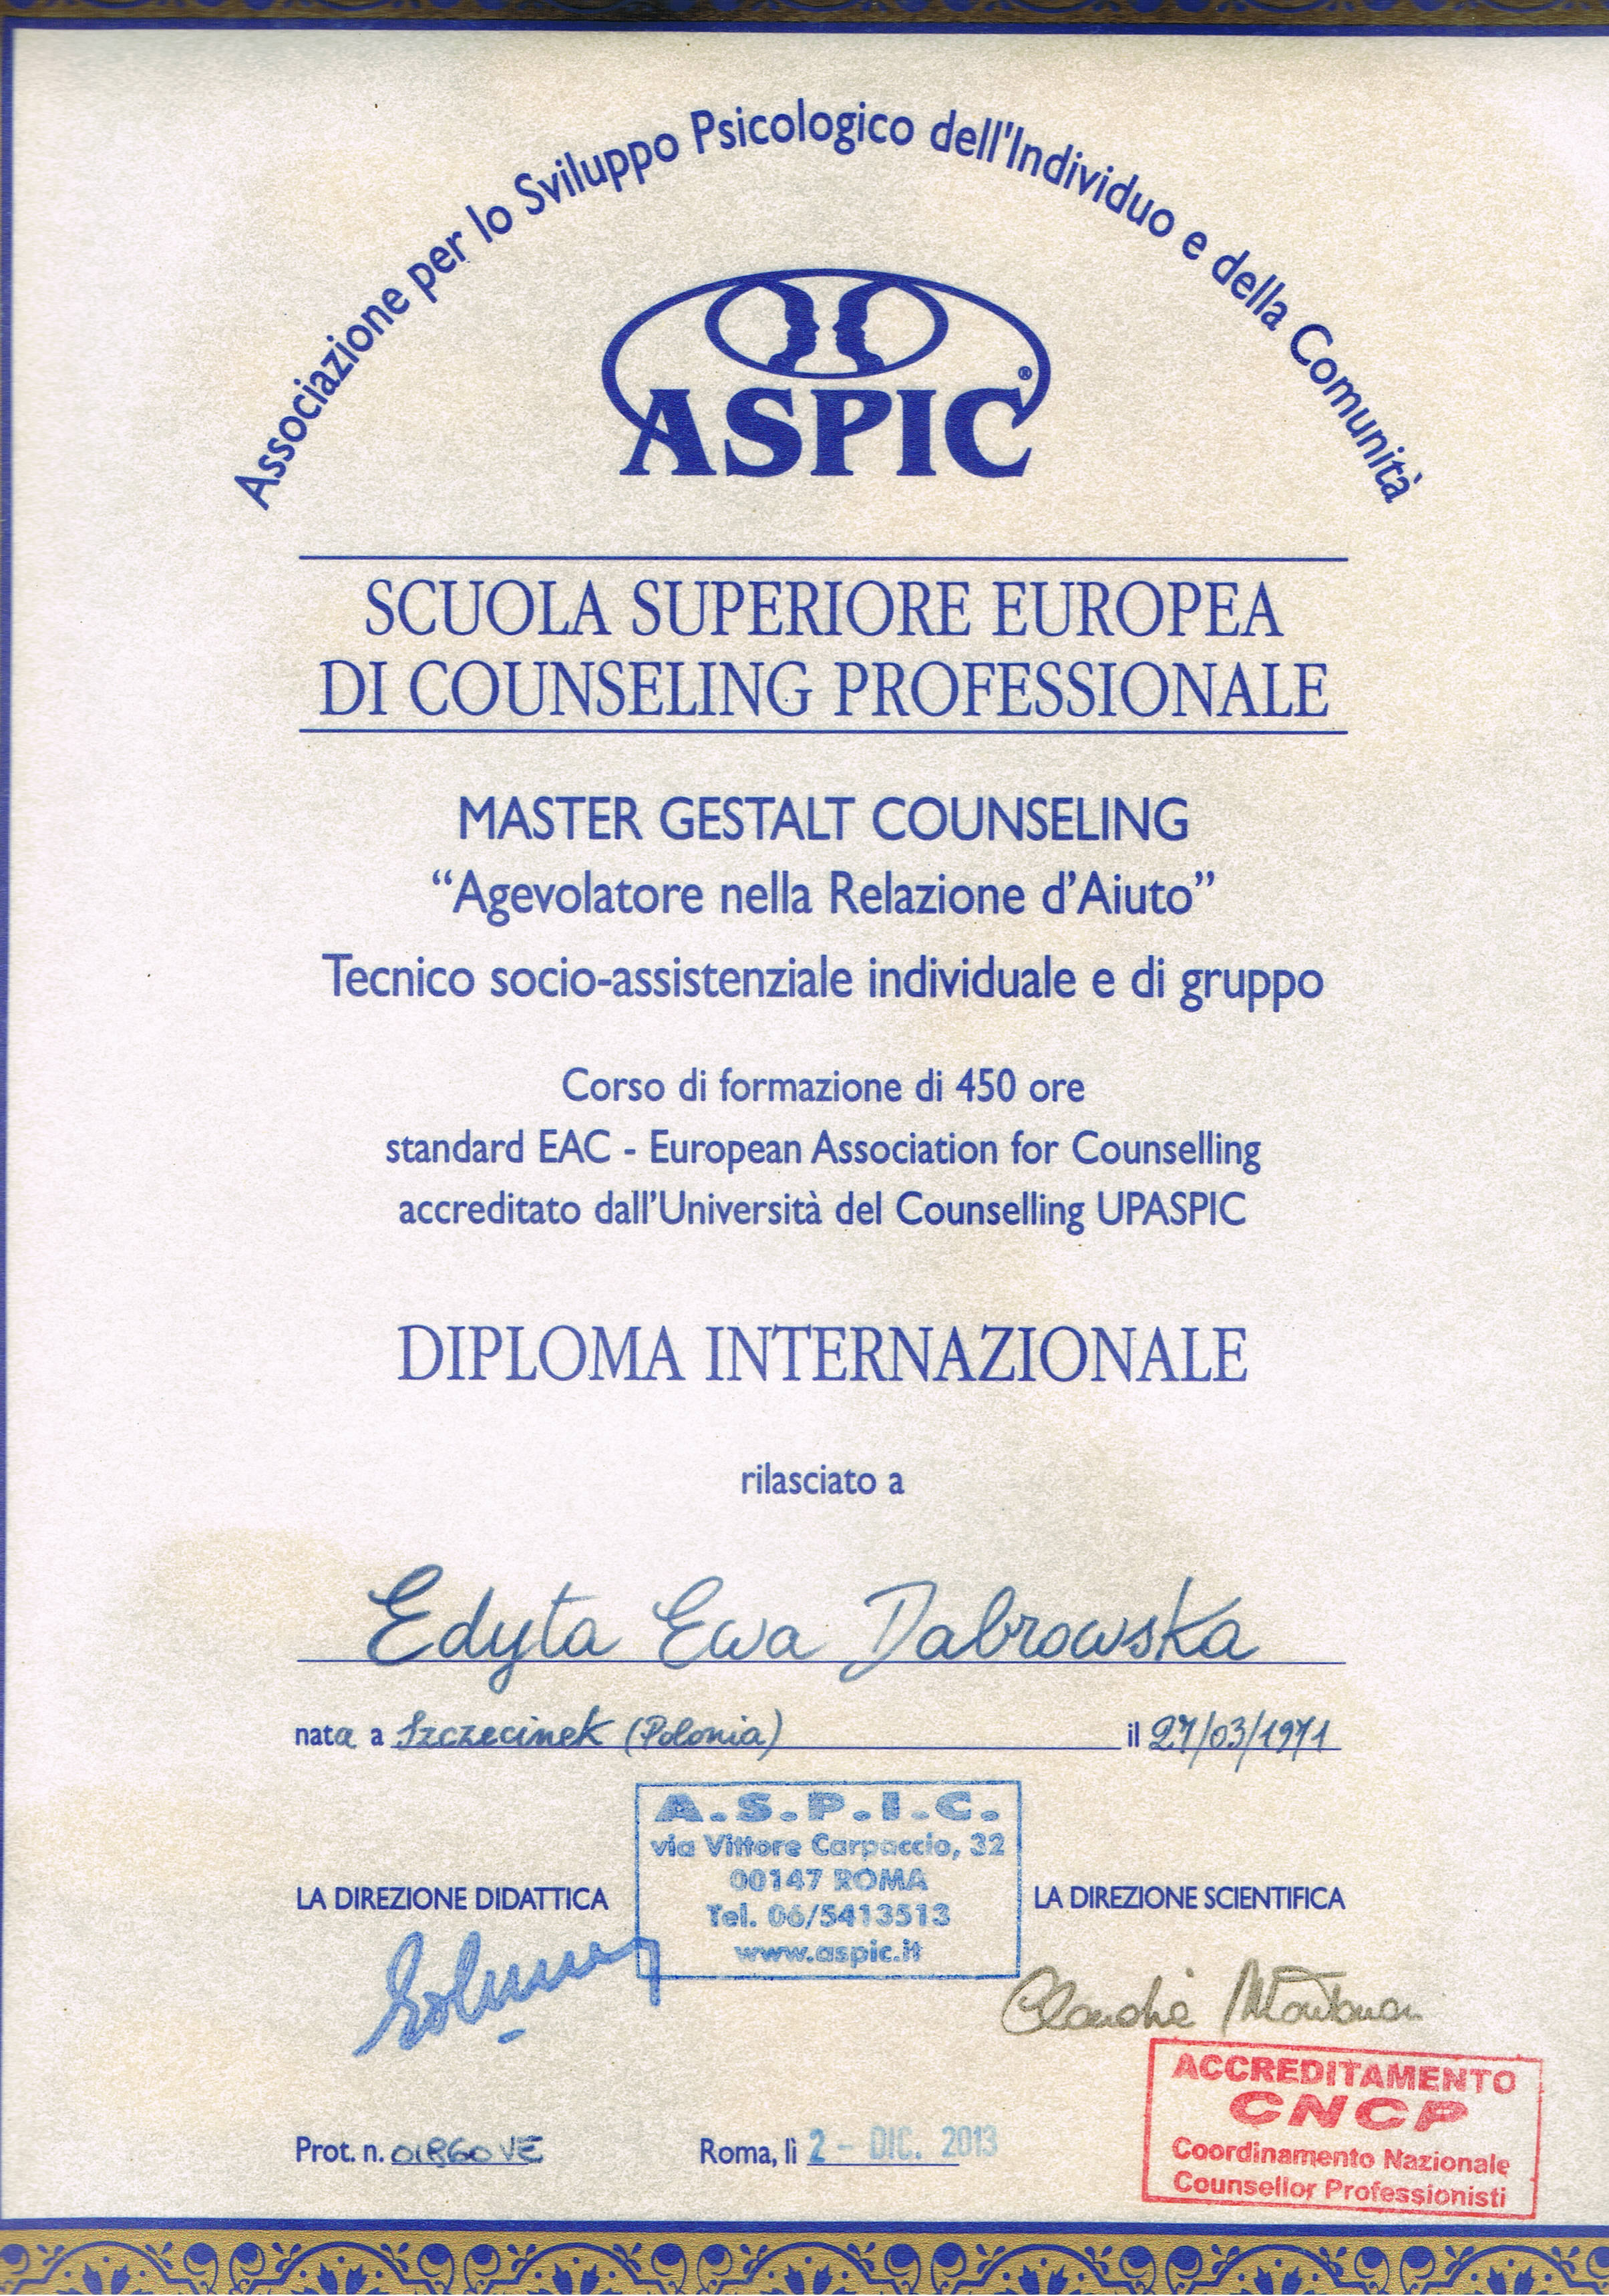 Associazione per lo Sviluppo Psicologico dell'Individuo e della Comunità
ASPIC®
SCUOLA SUPERIORE EUROPEA
DI COUNSELING PROFESSIONALE
MASTER GESTALT COUNSELING
“Agevolatore nella Relazione d’Aiuto”
Tecnico socio-assistenziale individuale e di gruppo
Corso di formazione di 450 ore
standard EAC - European Association for Counselling
accreditato dall’Università del Counselling UPASPIC
DIPLOMA INTERNAZIONALE
rilasciato a
Edyta Ewa Dabrowska
nata a Szczecinek (Polonia) il 27/03/1971
A.S.P.I.C.
via Vittore Carpaccio, 32
00147 ROMA
Tel. 06/5413513
www.aspic.it
LA DIREZIONE DIDATTICA
LA DIREZIONE SCIENTIFICA
Claudia Montanari
ACCREDITAMENTO
CNCP
Coordinamento Nazionale
Counsellor Professionisti
Prot. n. VE
Roma, lì 2 - DIC. 2013